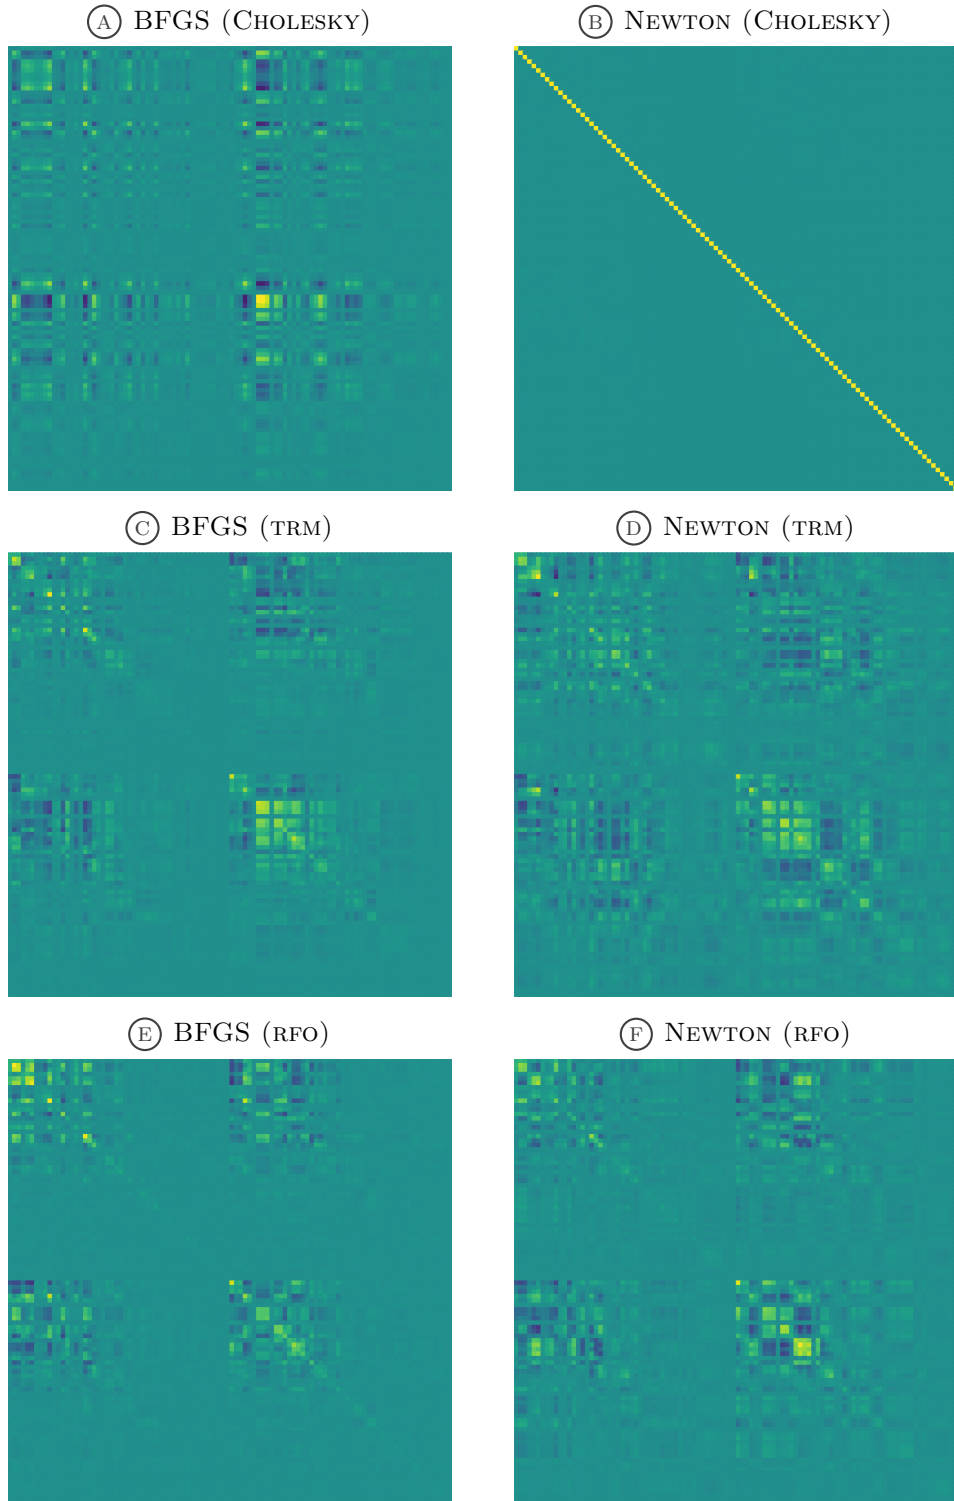 A BFGS (CHOLESKY)
B NEWTON (CHOLESKY)
C BFGS (TRM)
D NEWTON (TRM)
E BFGS (RFO)
F NEWTON (RFO)